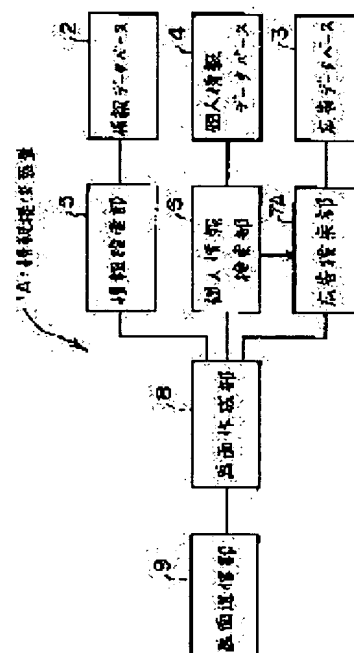 1A:情報提供装置
2
情報データベース
4
個人情報
データベース
3
広告データベース
5
情報検索部
6
個人情報
検索部
7A
広告検索部
8
画面作成部
9
画面送信部